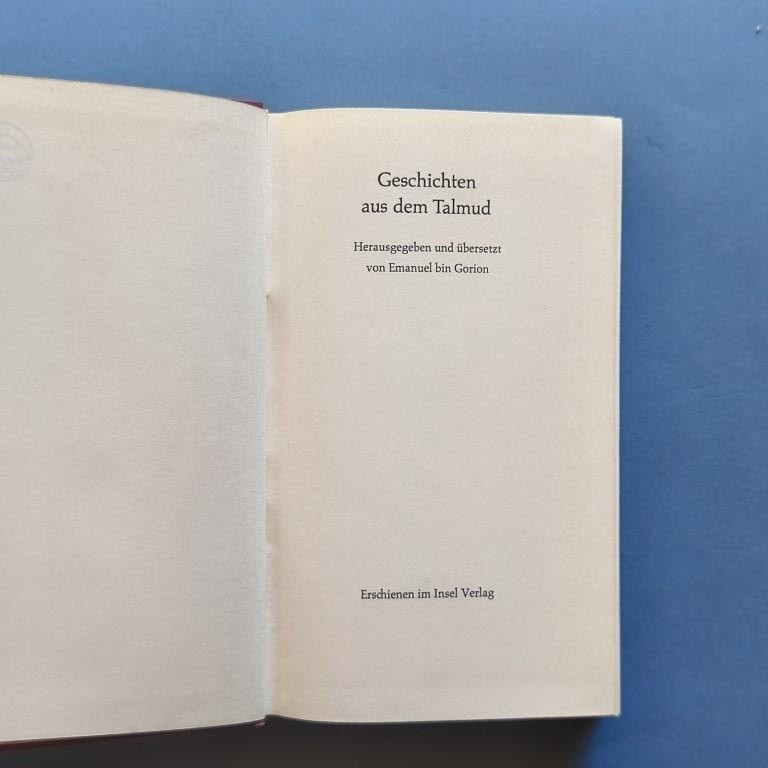 Geschichten
aus dem Talmud
Herausgegeben und übersetzt
von Emanuel bin Gorion
Erschienen im Insel Verlag